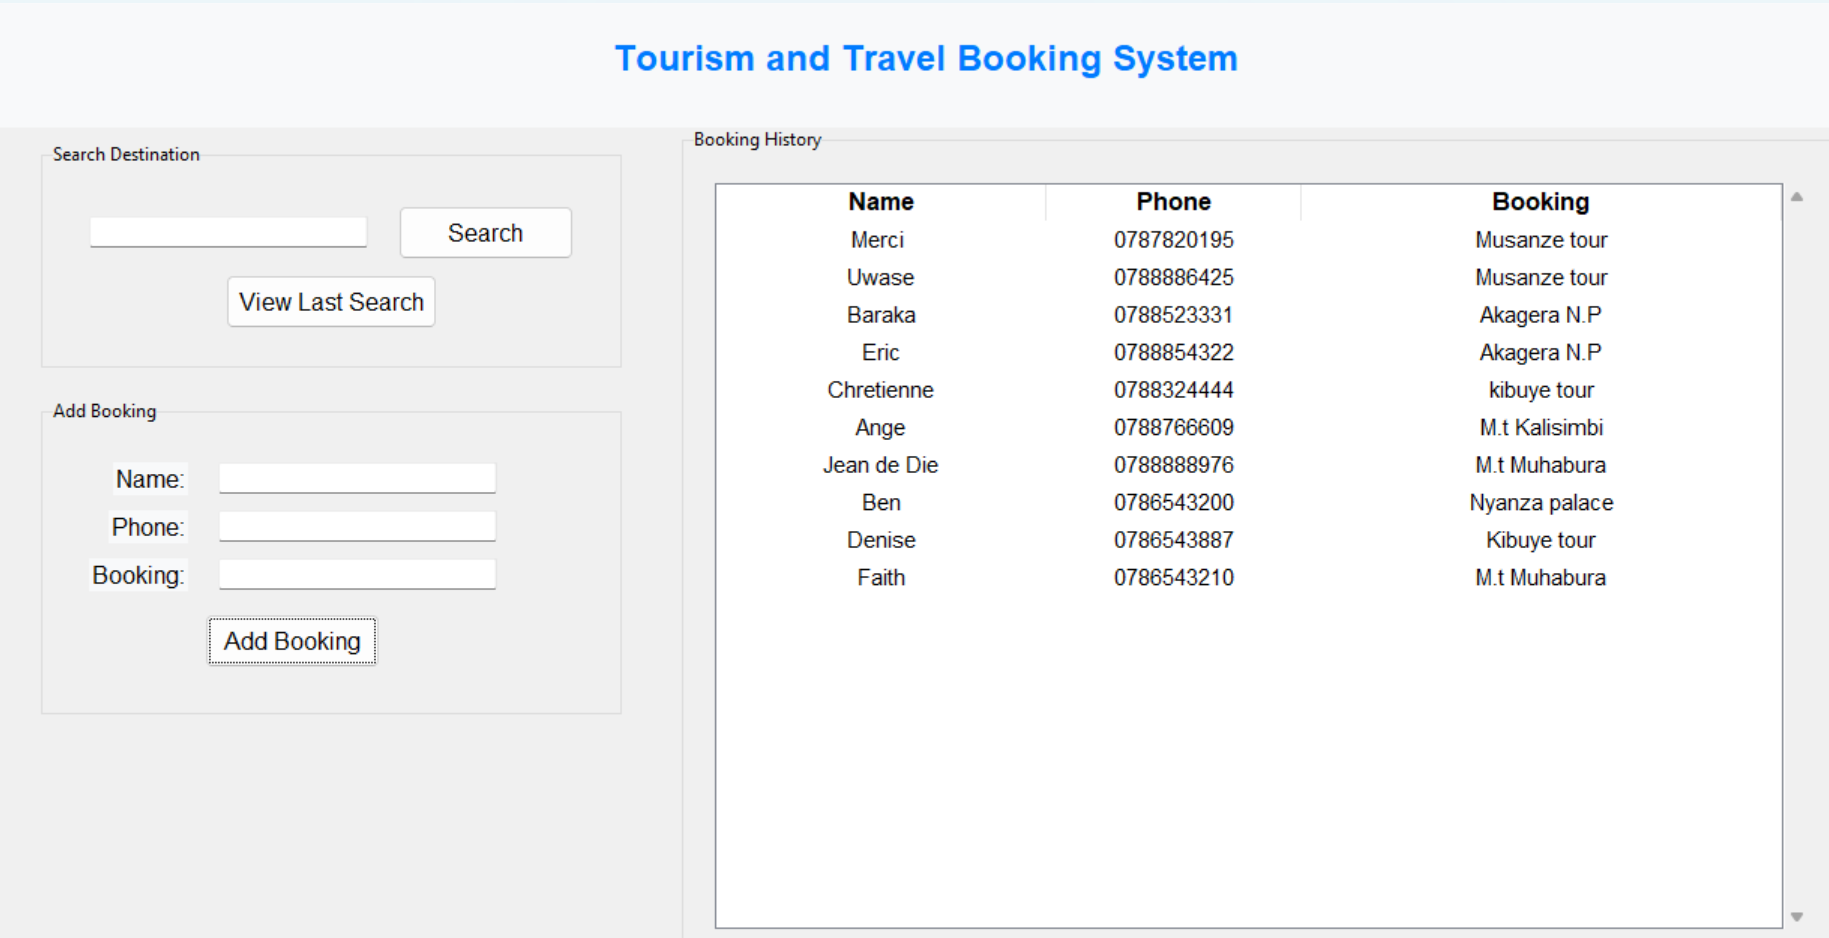 Tourism and Travel Booking System
Search Destination
Search
View Last Search
Add Booking
Name:
Phone:
Booking:
Add Booking
Booking History
Name Phone Booking
Merci 0787820195 Musanze tour
Uwase 0788886425 Musanze tour
Baraka 0788523331 Akagera N.P
Eric 0788854322 Akagera N.P
Chretienne 0788324444 kibuye tour
Ange 0788766609 M.t Kalisimbi
Jean de Die 0788888976 M.t Muhabura
Ben 0786543200 Nyanza palace
Denise 0786543887 Kibuye tour
Faith 0786543210 M.t Muhabura